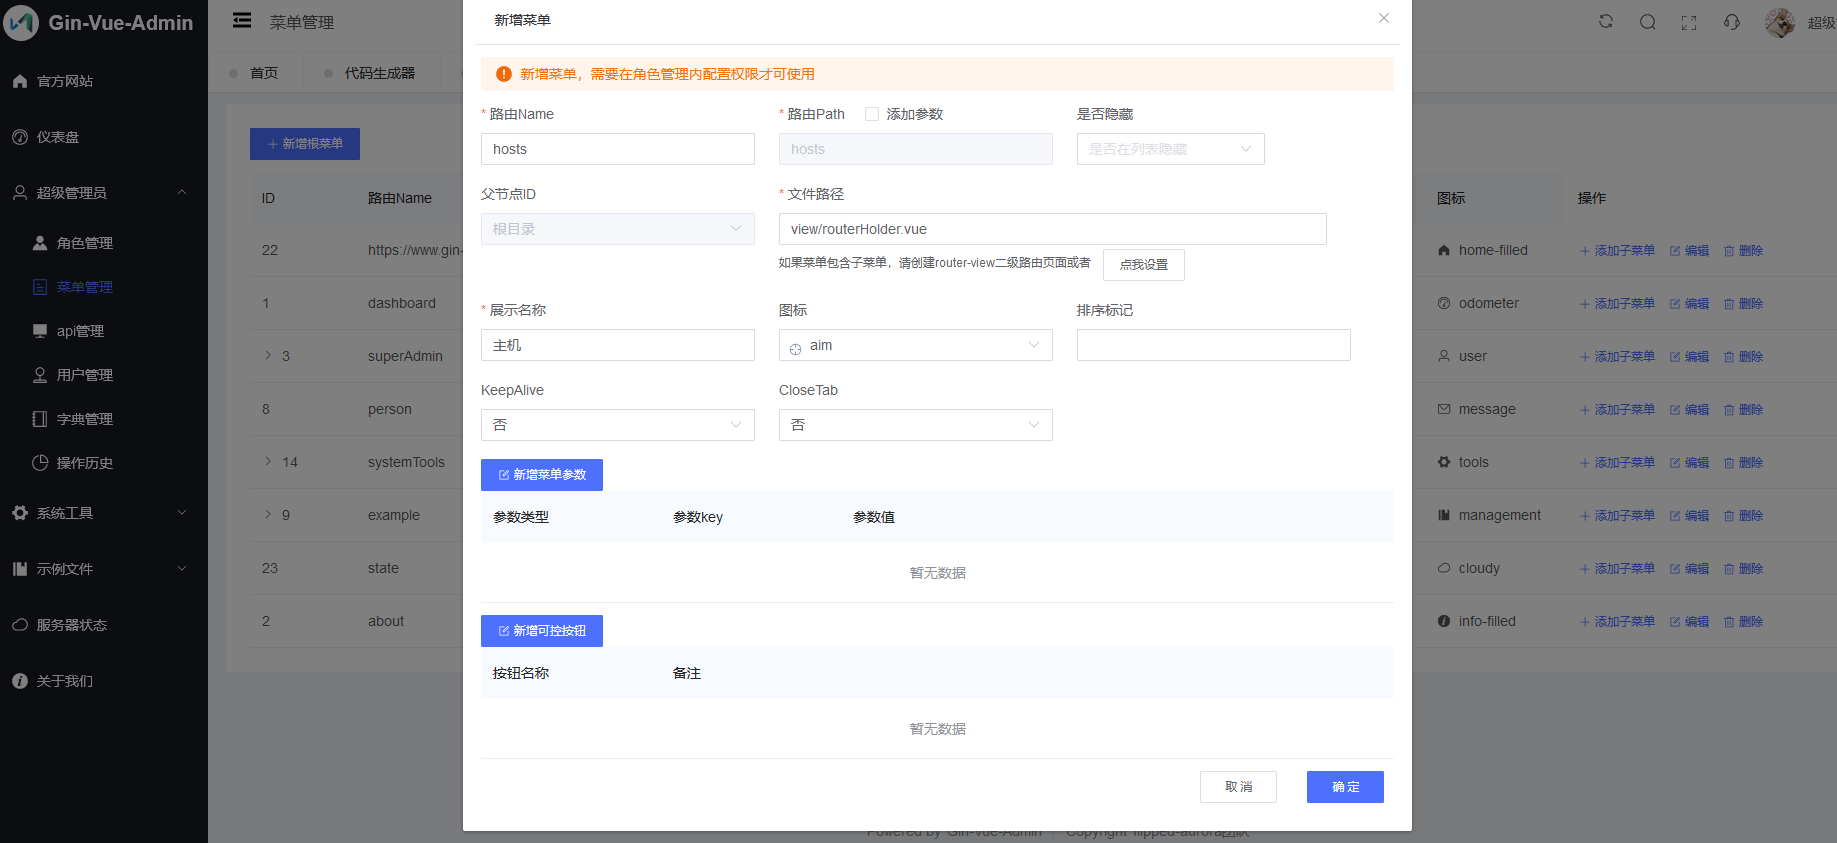 Gin-Vue-Admin
官方网站
仪表盘
超级管理员
角色管理
菜单管理
api管理
用户管理
字典管理
操作历史
系统工具
示例文件
服务器状态
关于我们
菜单管理
超级
首页
代码生成器
新增根菜单
ID 路由Name 图标 操作
22 https://www.gin- home-filled 添加子菜单 编辑 删除
1 dashboard odometer 添加子菜单 编辑 删除
3 superAdmin user 添加子菜单 编辑 删除
8 person message 添加子菜单 编辑 删除
14 systemTools tools 添加子菜单 编辑 删除
9 example management 添加子菜单 编辑 删除
23 state cloudy 添加子菜单 编辑 删除
2 about info-filled 添加子菜单 编辑 删除
新增菜单
新增菜单，需要在角色管理内配置权限才可使用
* 路由Name * 路由Path 添加参数 是否隐藏
hosts hosts 是否在列表隐藏
父节点ID * 文件路径
根目录 view/routerHolder.vue
如果菜单包含子菜单，请创建router-view二级路由页面或者 点我设置
* 展示名称 图标 排序标记
主机 aim
KeepAlive CloseTab
否 否
新增菜单参数
参数类型 参数key 参数值
暂无数据
新增可控按钮
按钮名称 备注
暂无数据
取 消 确 定
Powered by Gin-Vue-Admin Copyright flipped-aurora团队